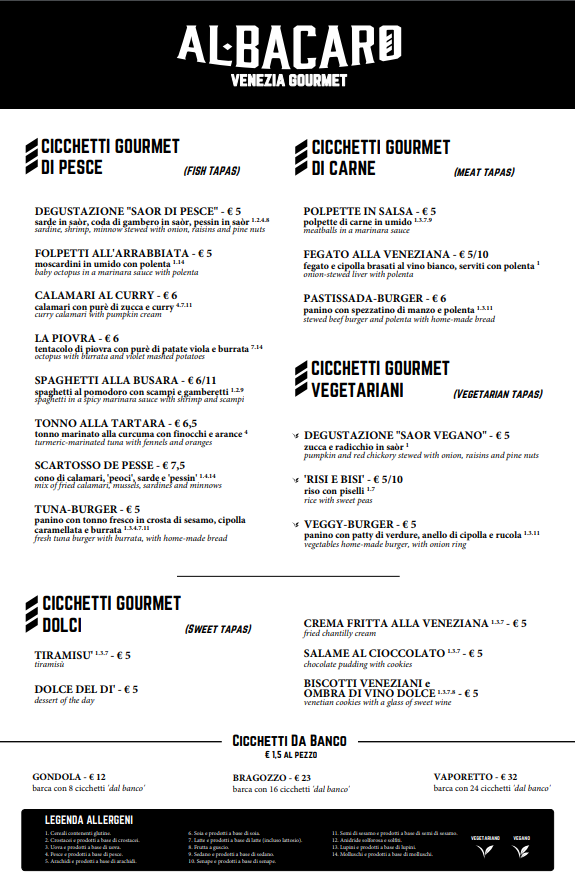 AL·BACARO
VENEZIA GOURMET
CICCHETTI GOURMET
DI PESCE
(FISH TAPAS)
DEGUSTAZIONE "SAOR DI PESCE" - € 5
sarde in saòr, coda di gambero in saòr, pessin in saòr 1.2.4.8
sardine, shrimp, minnow stewed with onion, raisins and pine nuts
FOLPETTI ALL'ARRABBIATA - € 5
moscardini in umido con polenta 1.14
baby octopus in a marinara sauce with polenta
CALAMARI AL CURRY - € 6
calamari con purè di zucca e curry 4.7.11
curry calamari with pumpkin cream
LA PIOVRA - € 6
tentacolo di piovra con purè di patate viola e burrata 7.14
octopus with burrata and violet mashed potatoes
SPAGHETTI ALLA BUSARA - € 6/11
spaghetti al pomodoro con scampi e gamberetti 1.2.9
spaghetti in a spicy marinara sauce with shrimp and scampi
TONNO ALLA TARTARA - € 6,5
tonno marinato alla curcuma con finocchi e arance 4
turmeric-marinated tuna with fennels and oranges
SCARTOSSO DE PESSE - € 7,5
cono di calamari, 'peoci', sarde e 'pessin' 1.4.14
mix of fried calamari, mussels, sardines and minnows
TUNA-BURGER - € 5
panino con tonno fresco in crosta di sesamo, cipolla
caramellata e burrata 1.3.4.7.11
fresh tuna burger with burrata, with home-made bread
CICCHETTI GOURMET
DI CARNE
(MEAT TAPAS)
POLPETTE IN SALSA - € 5
polpette di carne in umido 1.3.7.9
meatballs in a marinara sauce
FEGATO ALLA VENEZIANA - € 5/10
fegato e cipolla brasati al vino bianco, serviti con polenta 1
onion-stewed liver with polenta
PASTISSADA-BURGER - € 6
panino con spezzatino di manzo e polenta 1.3.11
stewed beef burger and polenta with home-made bread
CICCHETTI GOURMET
VEGETARIANI
(VEGETARIAN TAPAS)
DEGUSTAZIONE "SAOR VEGANO" - € 5
zucca e radicchio in saòr 1
pumpkin and red chickory stewed with onion, raisins and pine nuts
'RISI E BISI' - € 5/10
riso con piselli 1.7
rice with sweet peas
VEGGY-BURGER - € 5
panino con patty di verdure, anello di cipolla e rucola 1.3.11
vegetables home-made burger, with onion ring
CICCHETTI GOURMET
DOLCI
(SWEET TAPAS)
TIRAMISU' 1.3.7 - € 5
tiramisù
DOLCE DEL DI' - € 5
dessert of the day
CREMA FRITTA ALLA VENEZIANA 1.3.7 - € 5
fried chantilly cream
SALAME AL CIOCCOLATO 1.3.7 - € 5
chocolate pudding with cookies
BISCOTTI VENEZIANI e
OMBRA DI VINO DOLCE 1.3.7.8 - € 5
venetian cookies with a glass of sweet wine
CICCHETTI DA BANCO
€ 1,5 AL PEZZO
GONDOLA - € 12
barca con 8 cicchetti 'dal banco'
BRAGOZZO - € 23
barca con 16 cicchetti 'dal banco'
VAPORETTO - € 32
barca con 24 cicchetti 'dal banco'
LEGENDA ALLERGENI
1. Cereali contenenti glutine.
2. Crostacei e prodotti a base di crostacei.
3. Uova e prodotti a base di uova.
4. Pesce e prodotti a base di pesce.
5. Arachidi e prodotti a base di arachidi.
6. Soia e prodotti a base di soia.
7. Latte e prodotti a base di latte (incluso lattosio).
8. Frutta a guscio.
9. Sedano e prodotti a base di sedano.
10. Senape e prodotti a base di senape.
11. Semi di sesamo e prodotti a base di semi di sesamo.
12. Anidride solforosa e solfiti.
13. Lupini e prodotti a base di lupini.
14. Molluschi e prodotti a base di molluschi.
VEGETARIANO
VEGANO